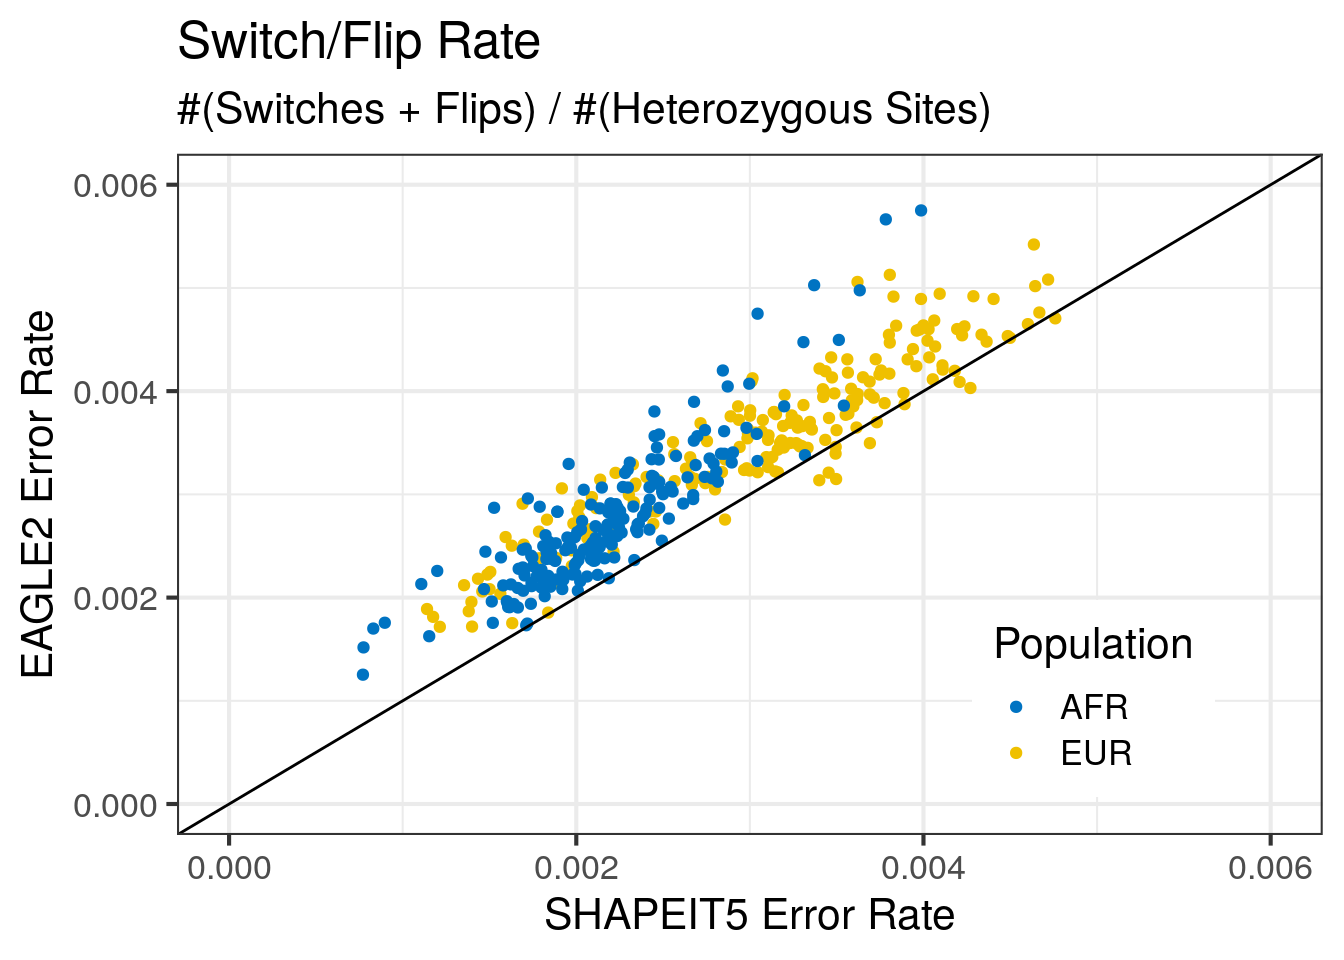 Switch/Flip Rate
#(Switches + Flips) / #(Heterozygous Sites)
0.006
0.004
0.002
0.000
EAGLE2 Error Rate
Population
AFR
EUR
0.000 0.002 0.004 0.006
SHAPEIT5 Error Rate